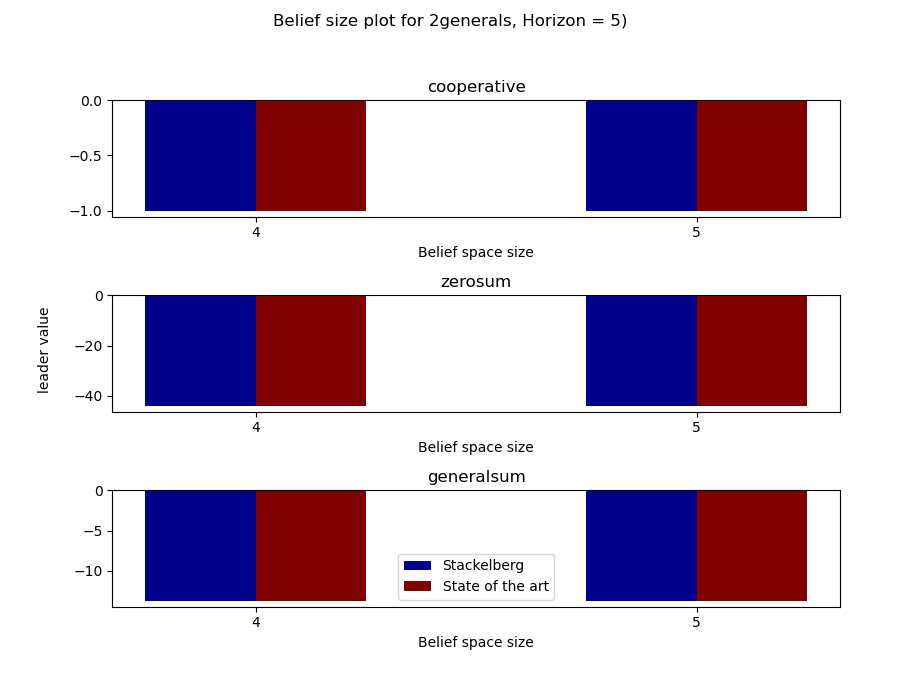 Belief size plot for 2generals, Horizon = 5)
cooperative
0.0
−0.5
−1.0
4
5
Belief space size
zerosum
0
−20
−40
leader value
4
5
Belief space size
generalsum
0
−5
−10
Stackelberg
State of the art
4
5
Belief space size